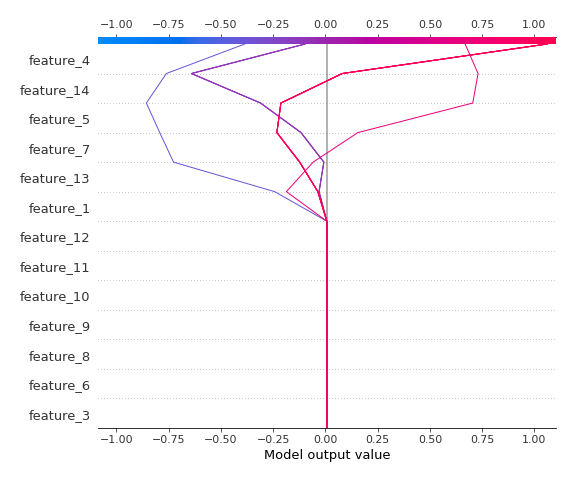 −1.00 −0.75 −0.50 −0.25 0.00 0.25 0.50 0.75 1.00
feature_4
feature_14
feature_5
feature_7
feature_13
feature_1
feature_12
feature_11
feature_10
feature_9
feature_8
feature_6
feature_3
−1.00 −0.75 −0.50 −0.25 0.00 0.25 0.50 0.75 1.00
Model output value